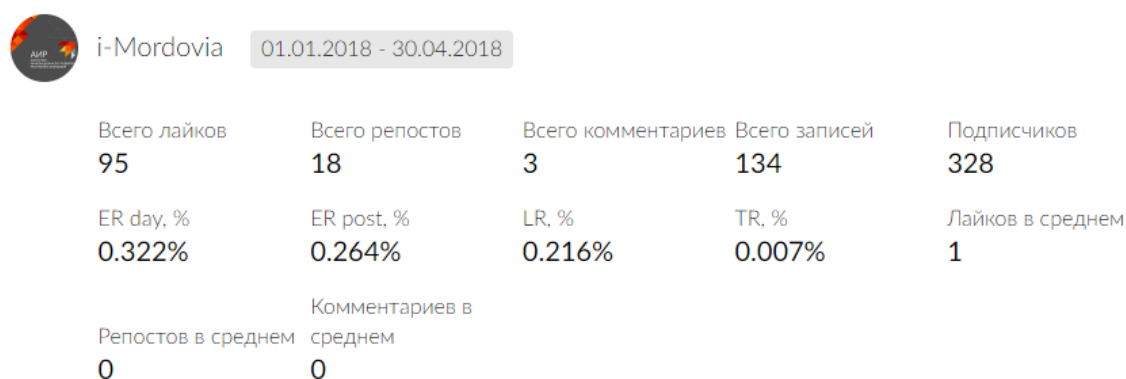 АИР
i-Mordovia 01.01.2018 - 30.04.2018
Всего лайков Всего репостов Всего комментариев Всего записей Подписчиков
95 18 3 134 328
ER day, % ER post, % LR, % TR, % Лайков в среднем
0.322% 0.264% 0.216% 0.007% 1
Комментариев в
Репостов в среднем среднем
0 0